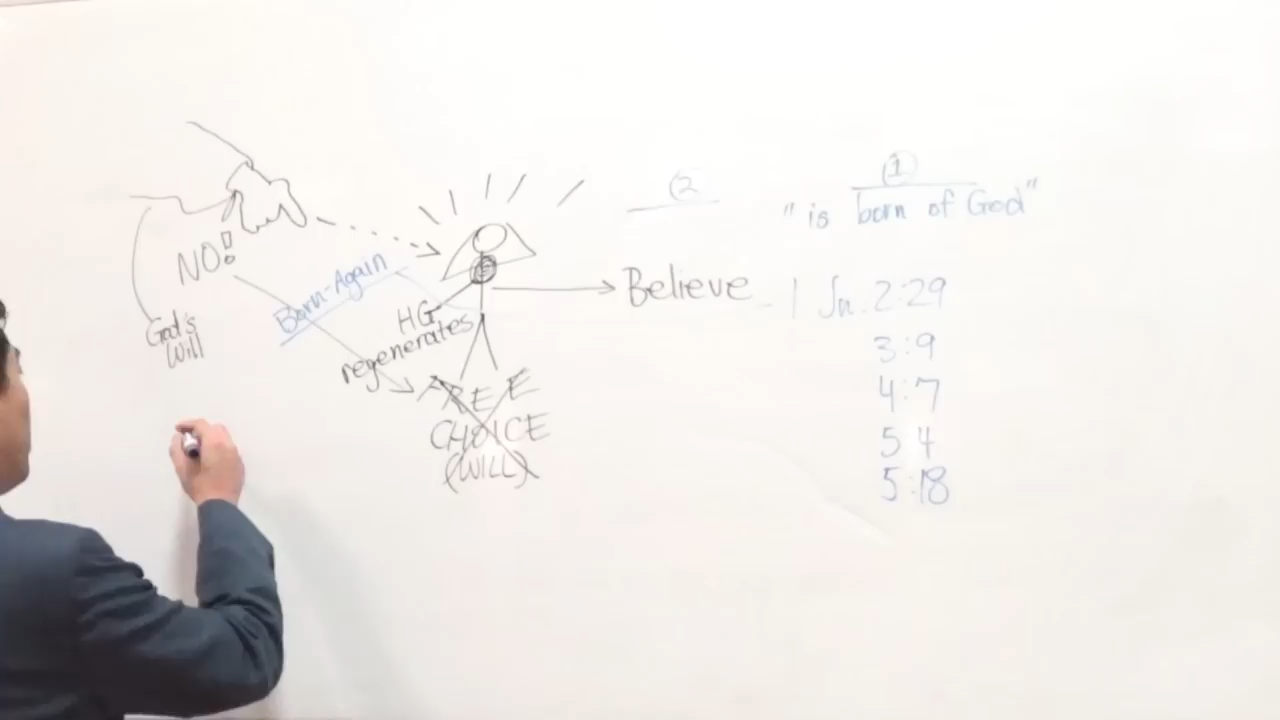 NO!
God's
Will
Born-Again
HG
regenerates
FREE
CHOICE
(WILL)
Believe
2
1
"is born of God"
1 Jn. 2:29
3:9
4:7
5 4
5:18